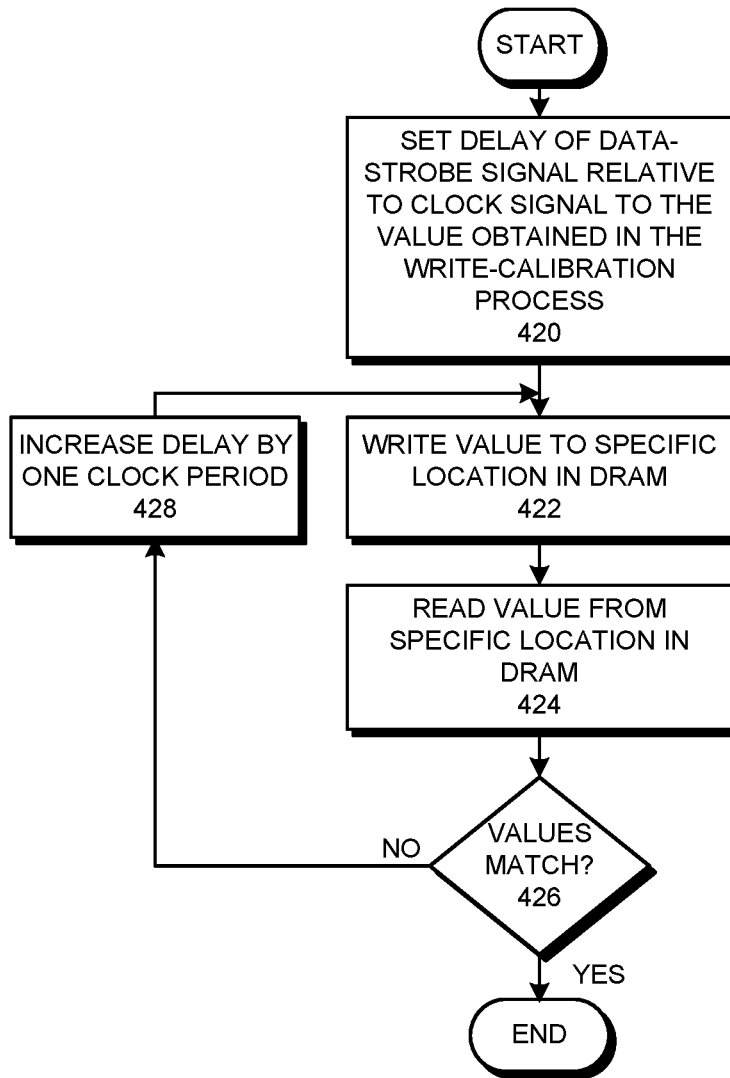 START
SET DELAY OF DATA-
STROBE SIGNAL RELATIVE
TO CLOCK SIGNAL TO THE
VALUE OBTAINED IN THE
WRITE-CALIBRATION
PROCESS
420
INCREASE DELAY BY
ONE CLOCK PERIOD
428
WRITE VALUE TO SPECIFIC
LOCATION IN DRAM
422
READ VALUE FROM
SPECIFIC LOCATION IN
DRAM
424
NO
VALUES
MATCH?
426
YES
END